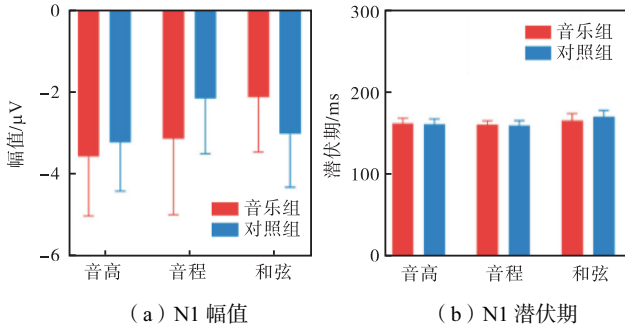 0
-2
-4
-6
幅值/μV
音乐组
对照组
音高
音程
和弦
（a）N1 幅值
300
200
100
0
潜伏期/ms
音乐组
对照组
音高
音程
和弦
（b）N1 潜伏期